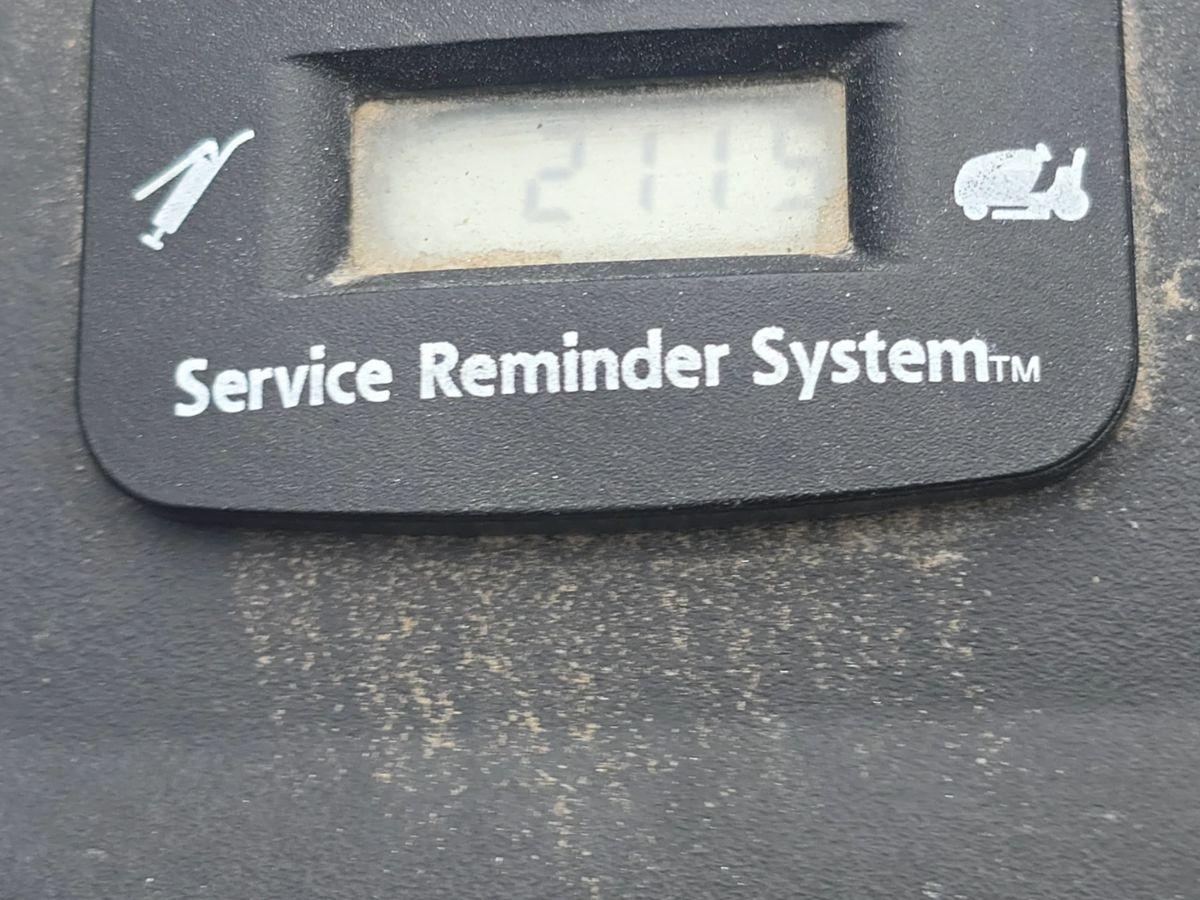 2115
Service Reminder System™